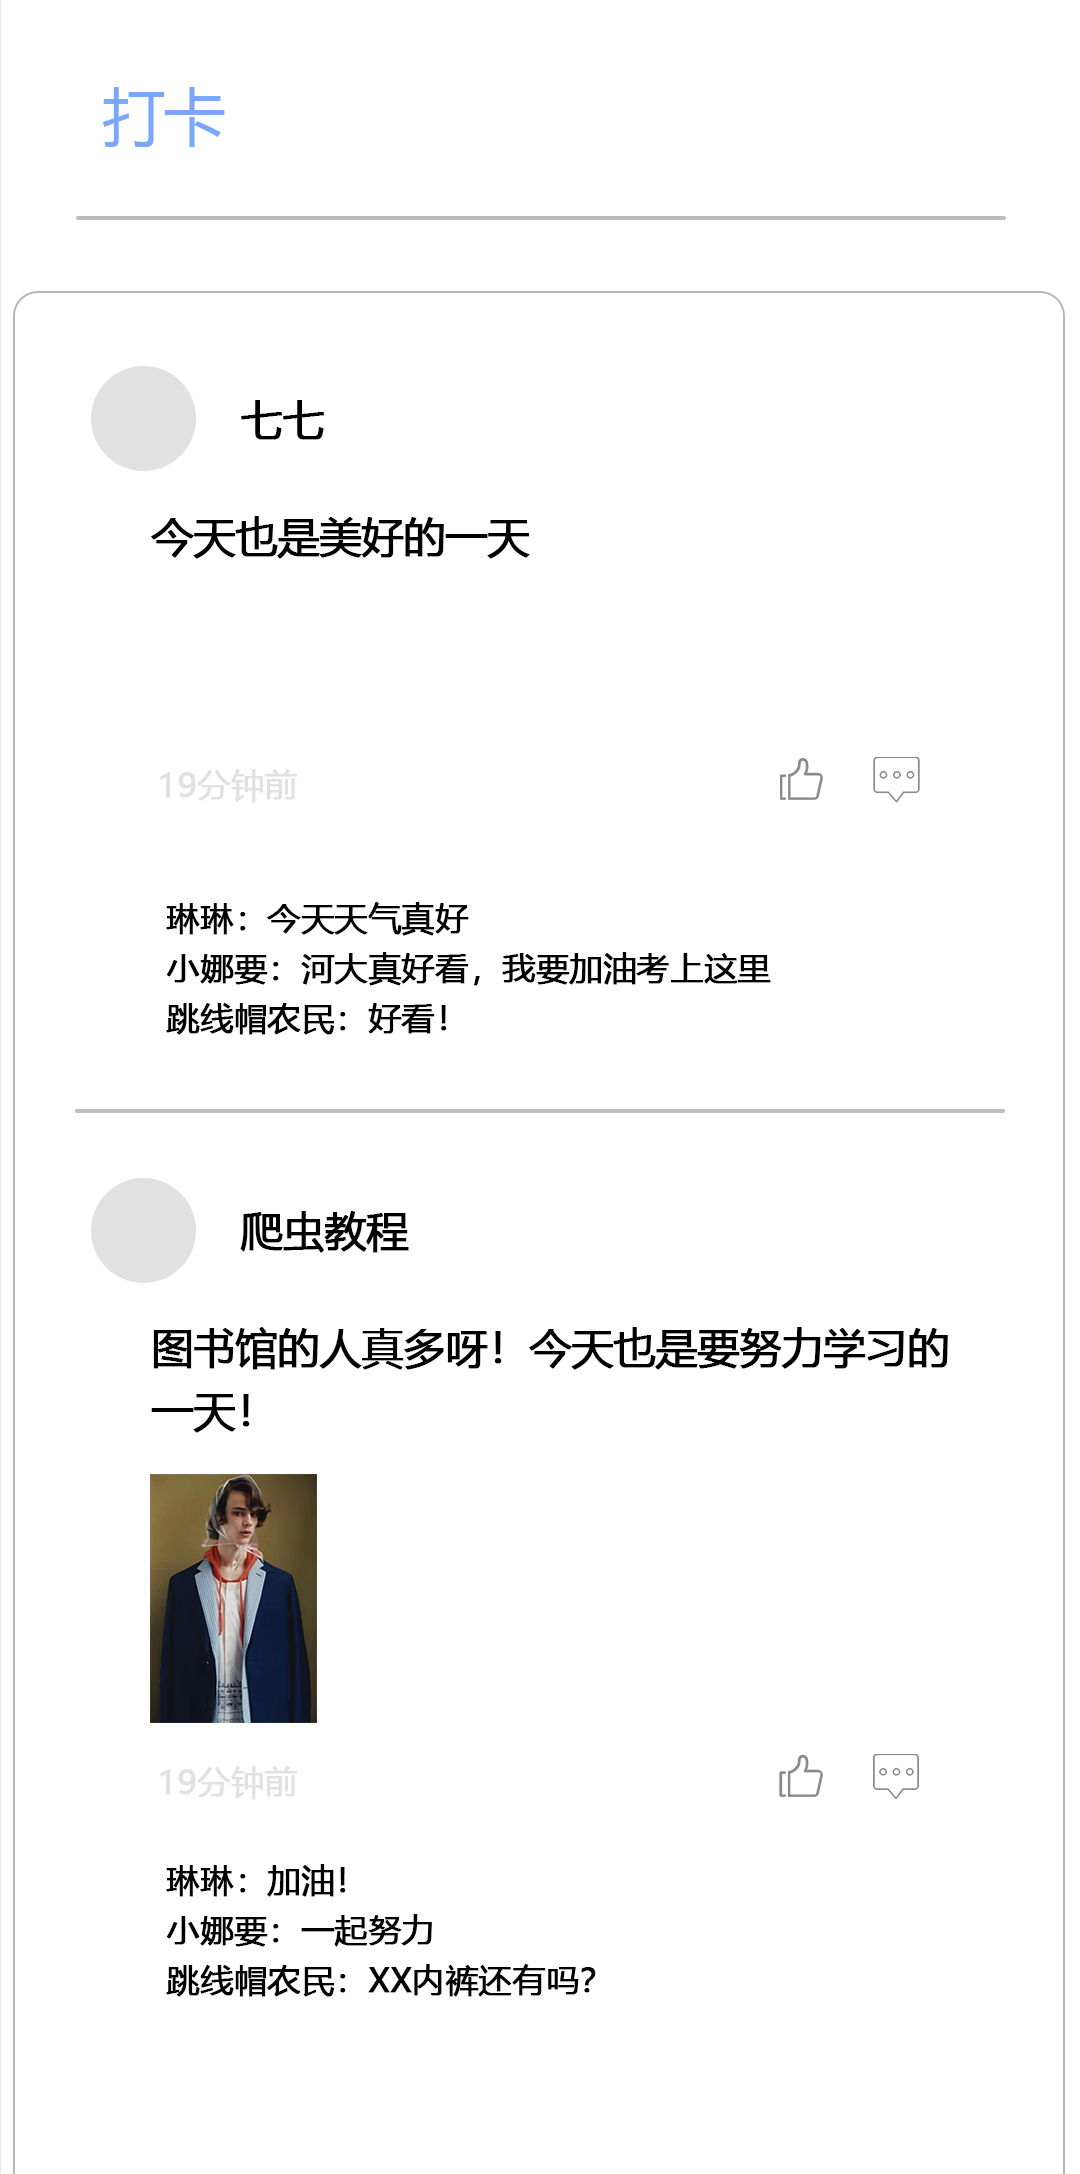 打卡
七七
今天也是美好的一天
19分钟前
琳琳：今天天气真好
小娜要：河大真好看，我要加油考上这里
跳线帽农民：好看！
爬虫教程
图书馆的人真多呀！今天也是要努力学习的
一天！
19分钟前
琳琳：加油！
小娜要：一起努力
跳线帽农民：XX内裤还有吗？